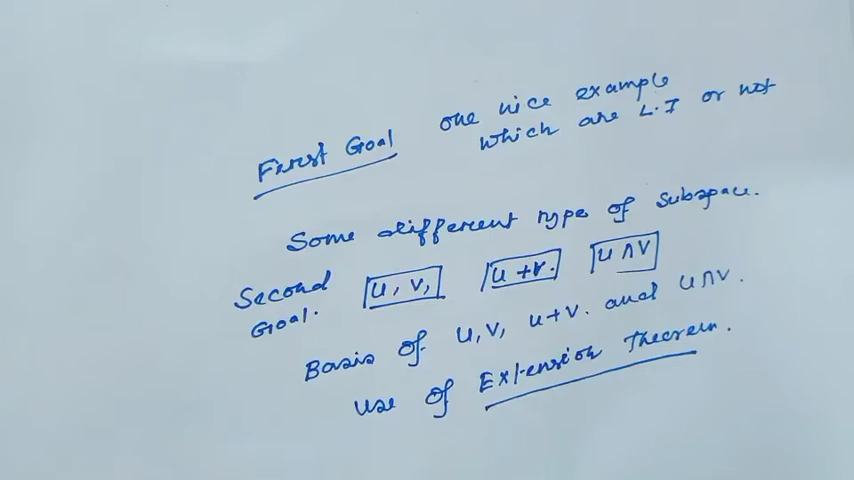 First Goal one nice example
which are L.I or not
Some different type of Subspace.
Second Goal. U, V, U + V. U ∩ V
Basis of U, V, U + V. and U ∩ V.
Use of Extension Theorem.